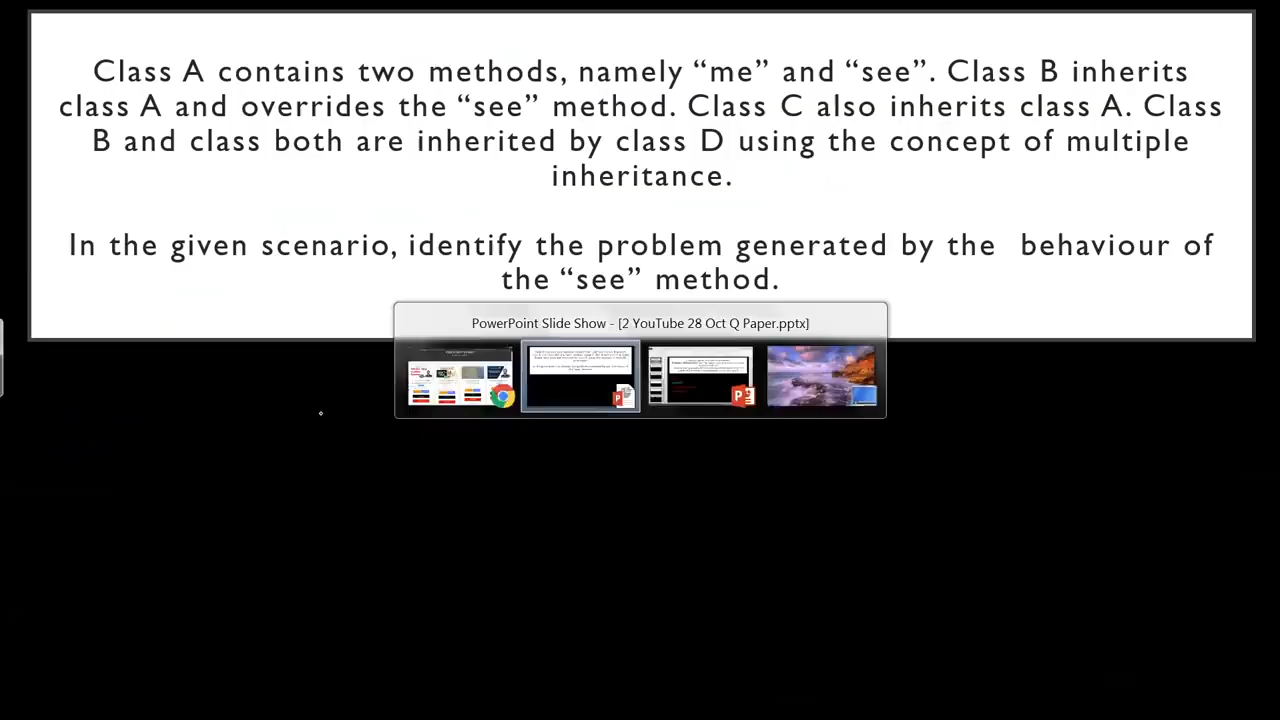 Class A contains two methods, namely “me” and “see”. Class B inherits
class A and overrides the “see” method. Class C also inherits class A. Class
B and class both are inherited by class D using the concept of multiple
inheritance.
In the given scenario, identify the problem generated by the behaviour of
the “see” method.
PowerPoint Slide Show - [2 YouTube 28 Oct Q Paper.pptx]